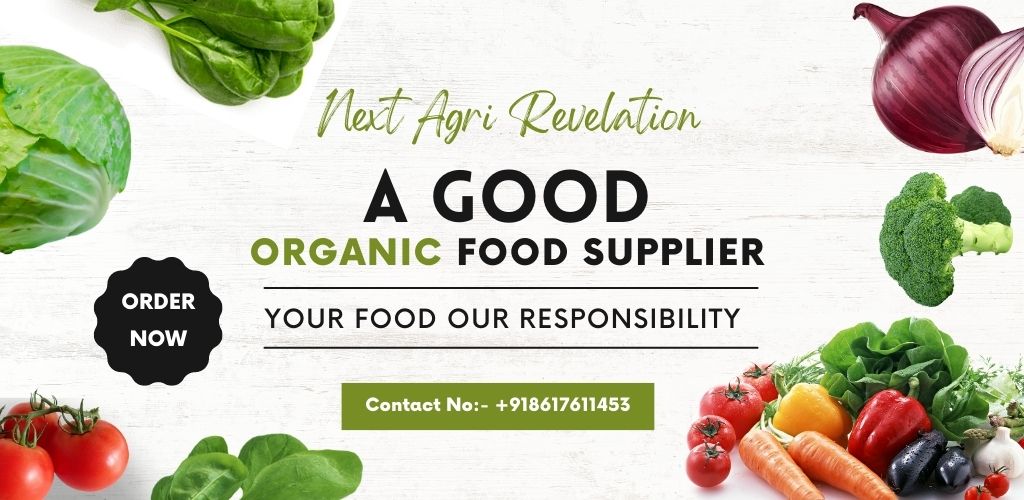 Next Agri Revelation
A GOOD
ORGANIC FOOD SUPPLIER
YOUR FOOD OUR RESPONSIBILITY
ORDER
NOW
Contact No:- +918617611453